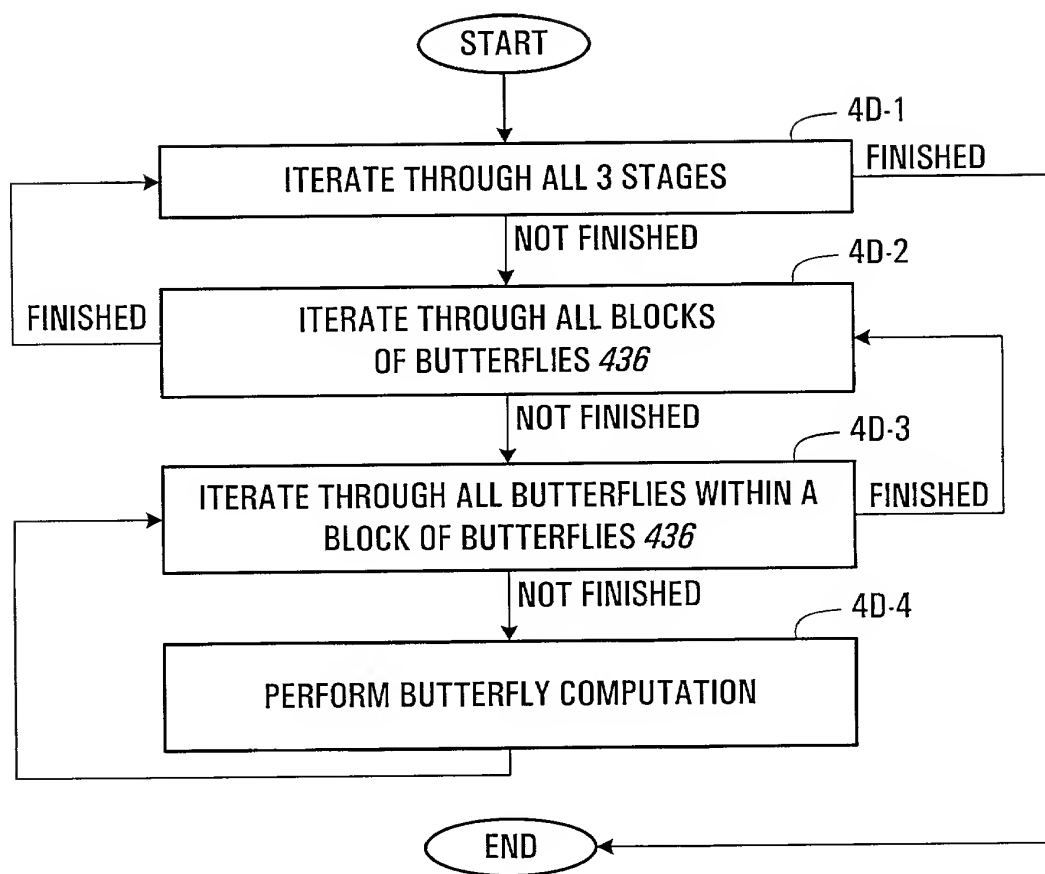 START
4D-1
ITERATE THROUGH ALL 3 STAGES
FINISHED
NOT FINISHED
4D-2
FINISHED
ITERATE THROUGH ALL BLOCKS
OF BUTTERFLIES 436
NOT FINISHED
4D-3
ITERATE THROUGH ALL BUTTERFLIES WITHIN A
BLOCK OF BUTTERFLIES 436
FINISHED
NOT FINISHED
4D-4
PERFORM BUTTERFLY COMPUTATION
END